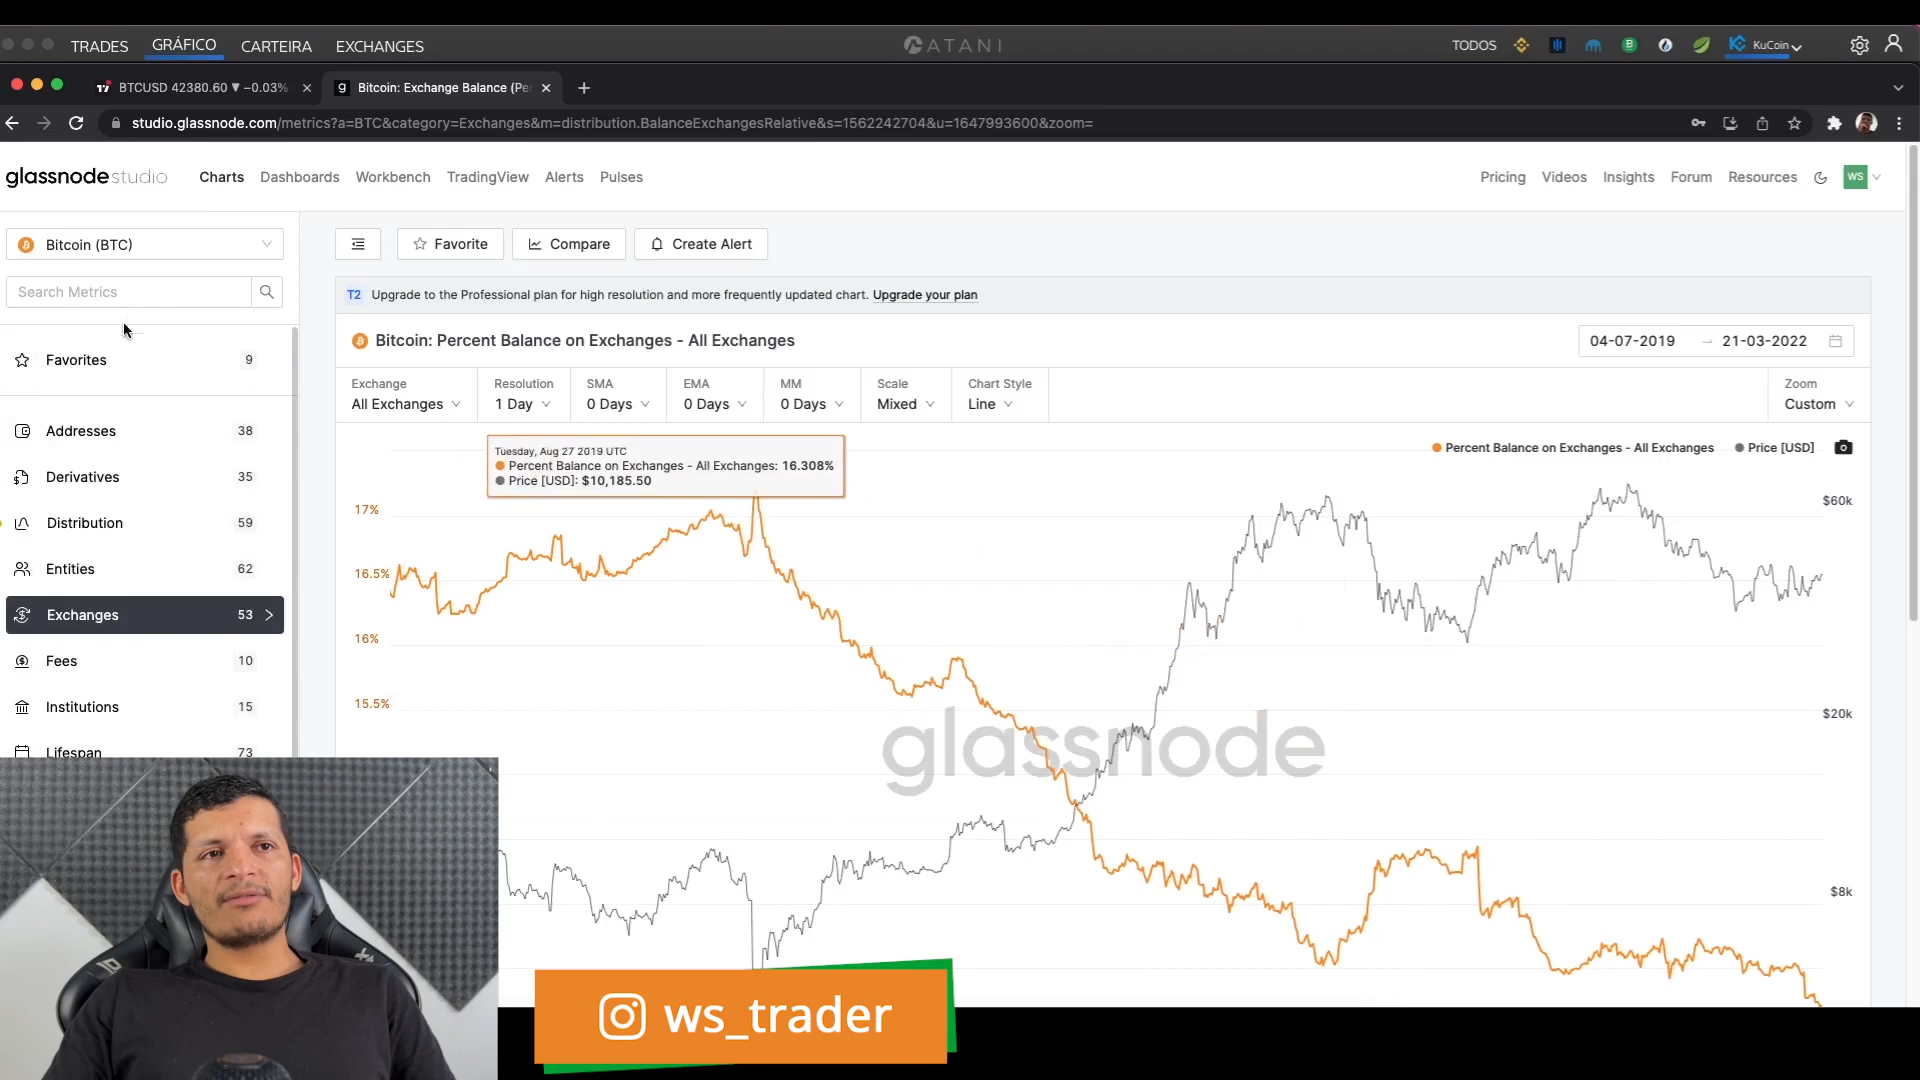 TRADES GRÁFICO CARTEIRA EXCHANGES ATANI TODOS KuCoin
BTCUSD 42380.60 ▼ −0.03% Bitcoin: Exchange Balance (Per
studio.glassnode.com/metrics?a=BTC&category=Exchanges&m=distribution.BalanceExchangesRelative&s=1562242704&u=1647993600&zoom=
glassnodestudio Charts Dashboards Workbench TradingView Alerts Pulses Pricing Videos Insights Forum Resources WS
Bitcoin (BTC)
Search Metrics
Favorites 9
Addresses 38
Derivatives 35
Distribution 59
Entities 62
Exchanges 53
Fees 10
Institutions 15
Lifespan 73
Favorite Compare Create Alert
T2 Upgrade to the Professional plan for high resolution and more frequently updated chart. Upgrade your plan
Bitcoin: Percent Balance on Exchanges - All Exchanges 04-07-2019 → 21-03-2022
Exchange Resolution SMA EMA MM Scale Chart Style Zoom
All Exchanges 1 Day 0 Days 0 Days 0 Days Mixed Line Custom
Tuesday, Aug 27 2019 UTC
Percent Balance on Exchanges - All Exchanges: 16.308%
Price [USD]: $10,185.50
Percent Balance on Exchanges - All Exchanges Price [USD]
17%
16.5%
16%
15.5%
$60k
$20k
$8k
glassnode
ws_trader